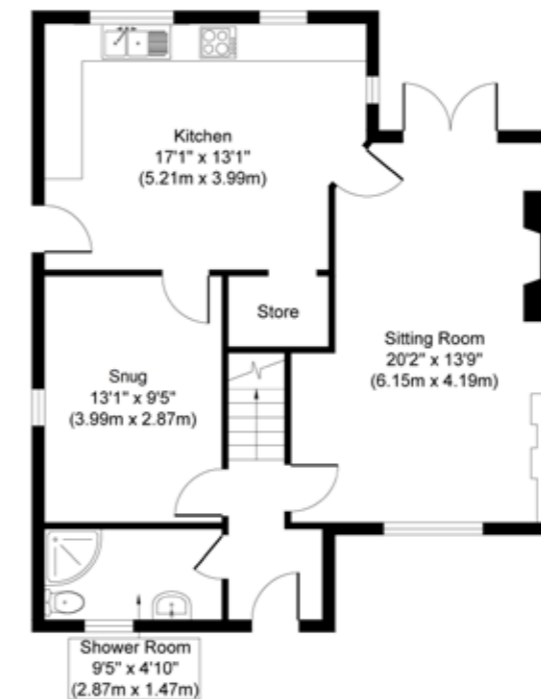 Kitchen
17'1" x 13'1"
(5.21m x 3.99m)
Store
Sitting Room
20'2" x 13'9"
(6.15m x 4.19m)
Snug
13'1" x 9'5"
(3.99m x 2.87m)
Shower Room
9'5" x 4'10"
(2.87m x 1.47m)